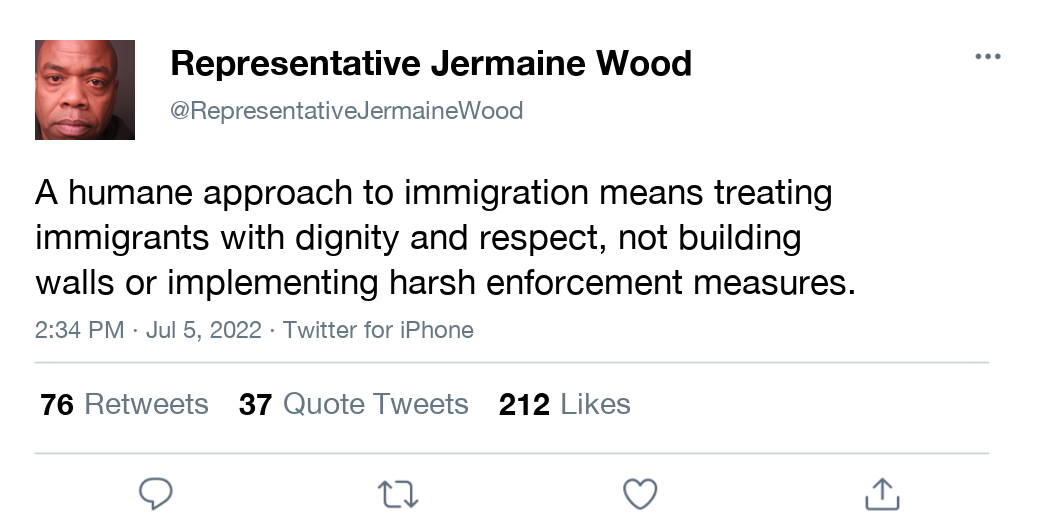 Representative Jermaine Wood
@RepresentativeJermaineWood
A humane approach to immigration means treating
immigrants with dignity and respect, not building
walls or implementing harsh enforcement measures.
2:34 PM · Jul 5, 2022 · Twitter for iPhone
76 Retweets 37 Quote Tweets 212 Likes